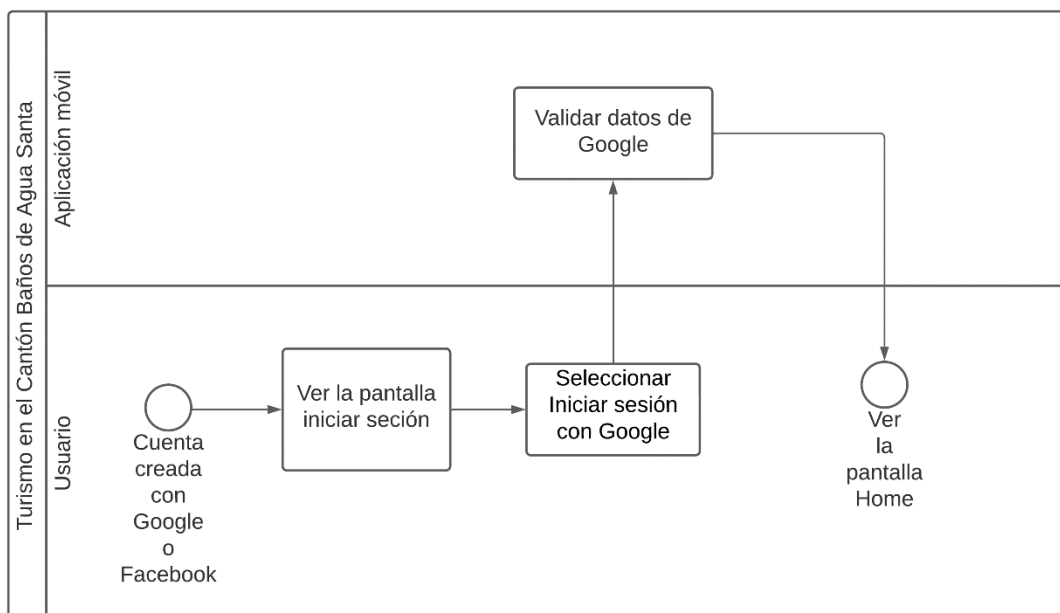 Turismo en el Cantón Baños de Agua Santa
Aplicación móvil
Validar datos de
Google
Usuario
Cuenta
creada
con
Google
o
Facebook
Ver la pantalla
iniciar seción
Seleccionar
Iniciar sesión
con Google
Ver
la
pantalla
Home